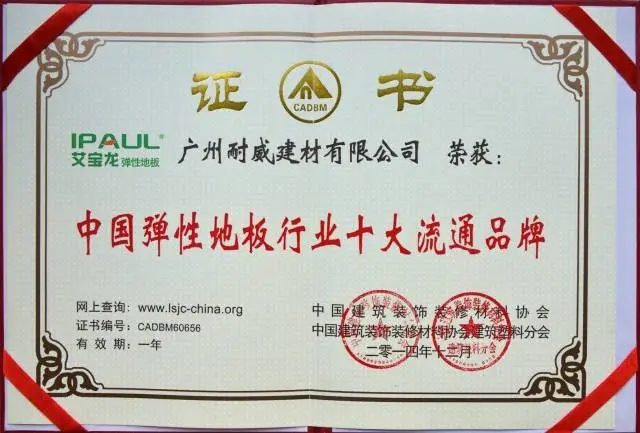 证 书
CADBM
IPAUL®
艾宝龙 弹性地板
广州耐威建材有限公司 荣获：
中国弹性地板行业十大流通品牌
网上查询：www.lsjc-china.org
证书编号：CADBM60656
有效期：一年
中国建筑装饰装修材料协会
中国建筑装饰装修材料协会建筑塑料分会
二〇一四年十二月